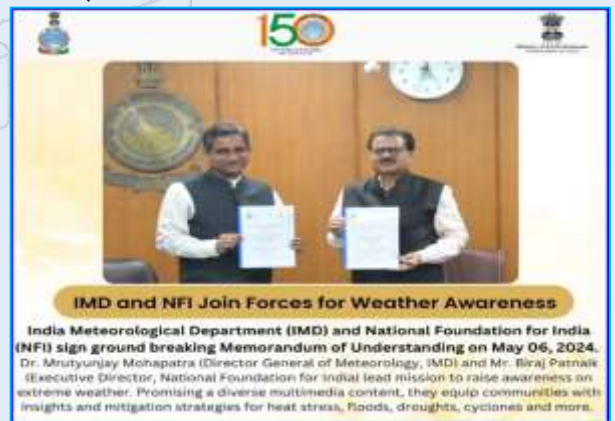 150
IMD and NFI Join Forces for Weather Awareness
India Meteorological Department (IMD) and National Foundation for India
(NFI) sign ground breaking Memorandum of Understanding on May 06, 2024.
Dr. Mrutyunjay Mohapatra (Director General of Meteorology, IMD) and Mr. Biraj Patnaik
(Executive Director, National Foundation for India) lead mission to raise awareness on
extreme weather. Promising a diverse multimedia content, they equip communities with
insights and mitigation strategies for heat stress, floods, droughts, cyclones and more.